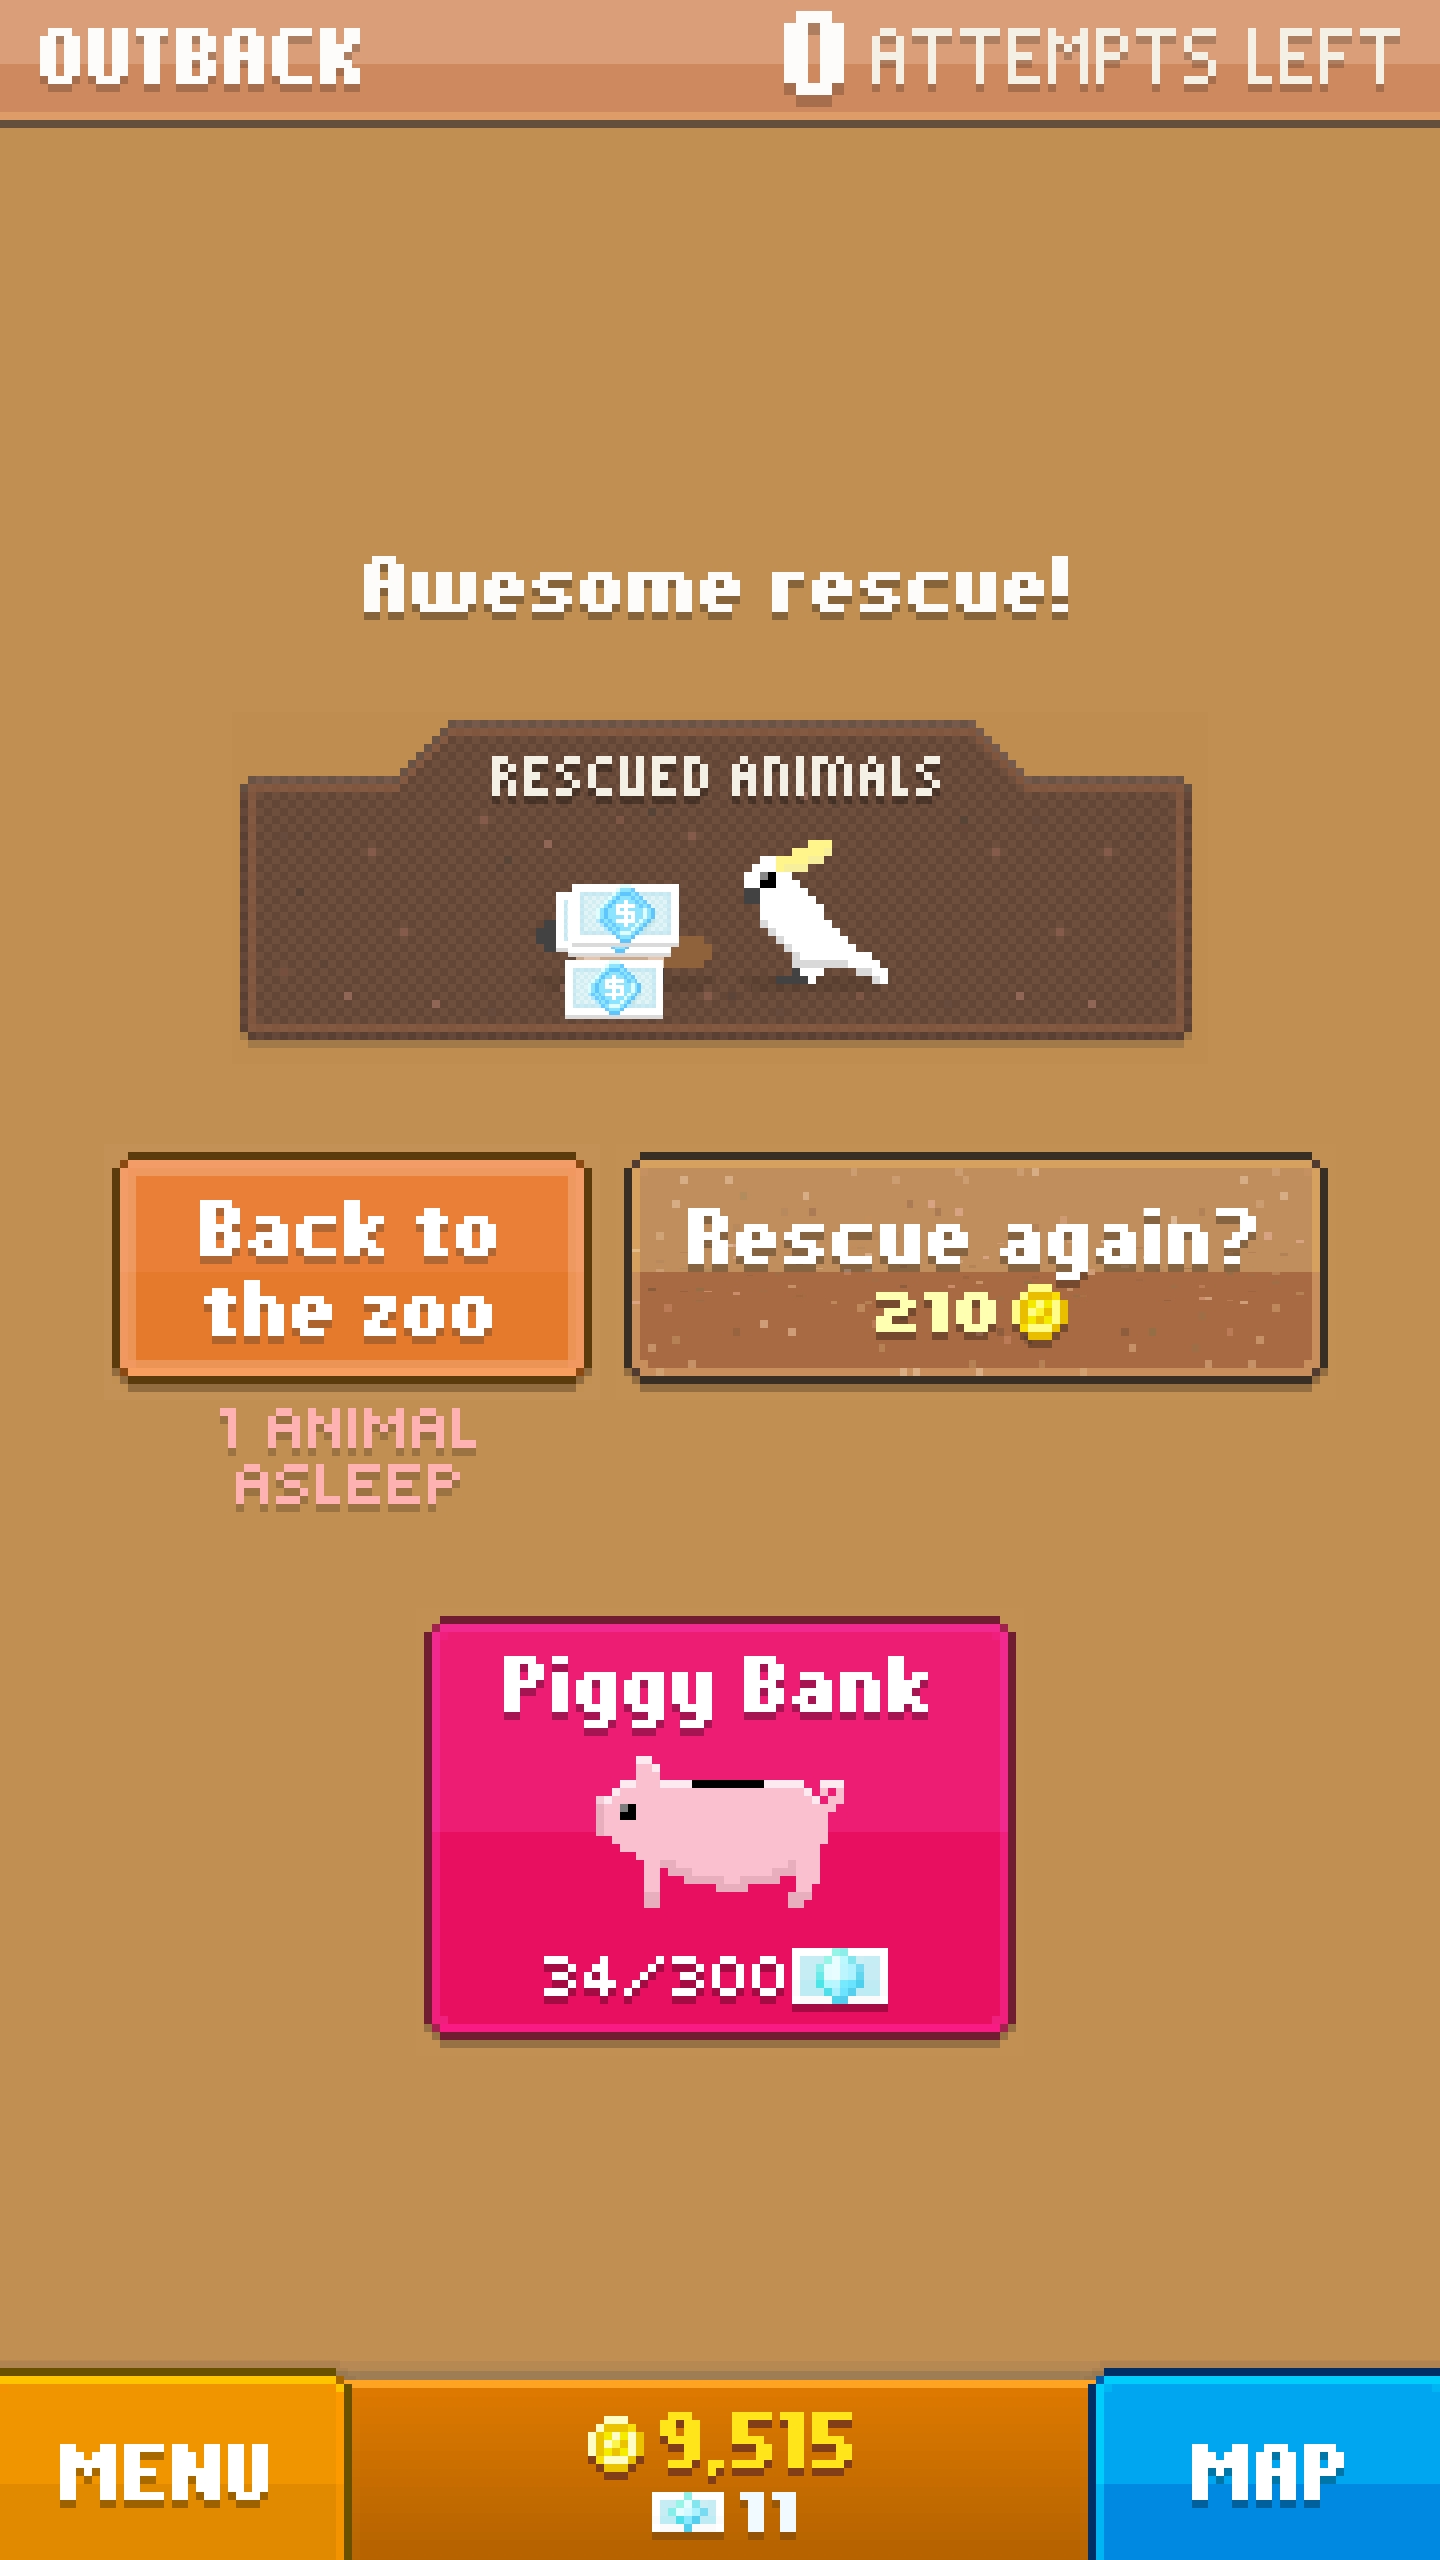 OUTBACK
0 ATTEMPTS LEFT
Awesome rescue!
RESCUED ANIMALS
$
$
Back to
the zoo
Rescue again?
210
1 ANIMAL
ASLEEP
Piggy Bank
34/300
9,515
11
MENU
MAP